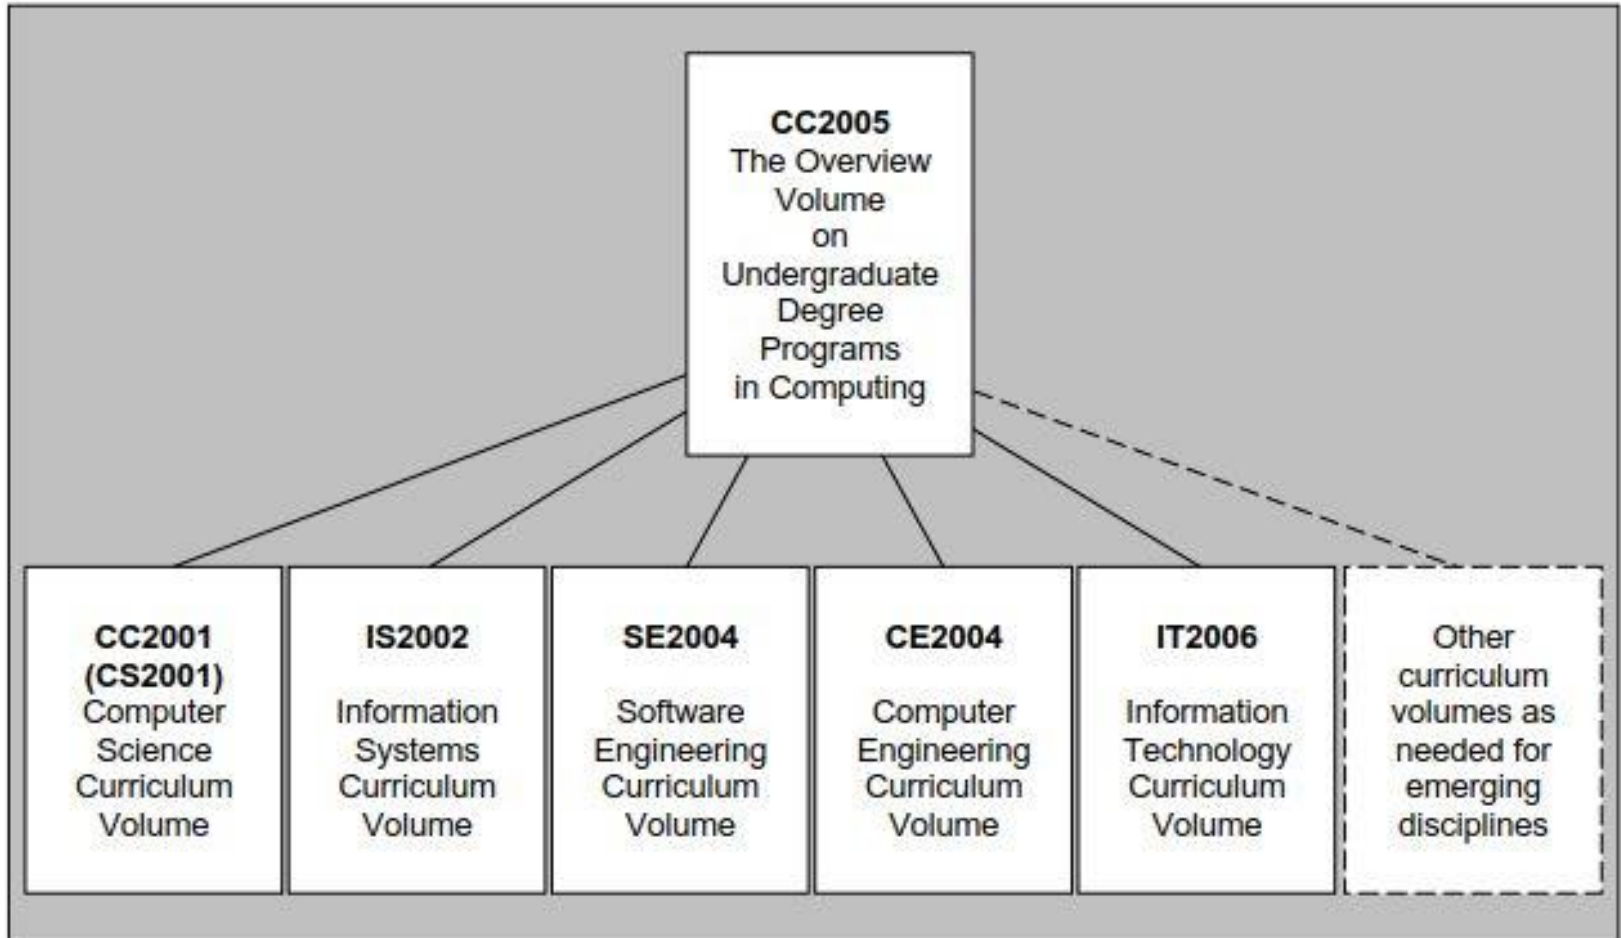 CC2005
The Overview
Volume
on
Undergraduate
Degree
Programs
in Computing
CC2001
(CS2001)
Computer
Science
Curriculum
Volume
IS2002
Information
Systems
Curriculum
Volume
SE2004
Software
Engineering
Curriculum
Volume
CE2004
Computer
Engineering
Curriculum
Volume
IT2006
Information
Technology
Curriculum
Volume
Other
curriculum
volumes as
needed for
emerging
disciplines